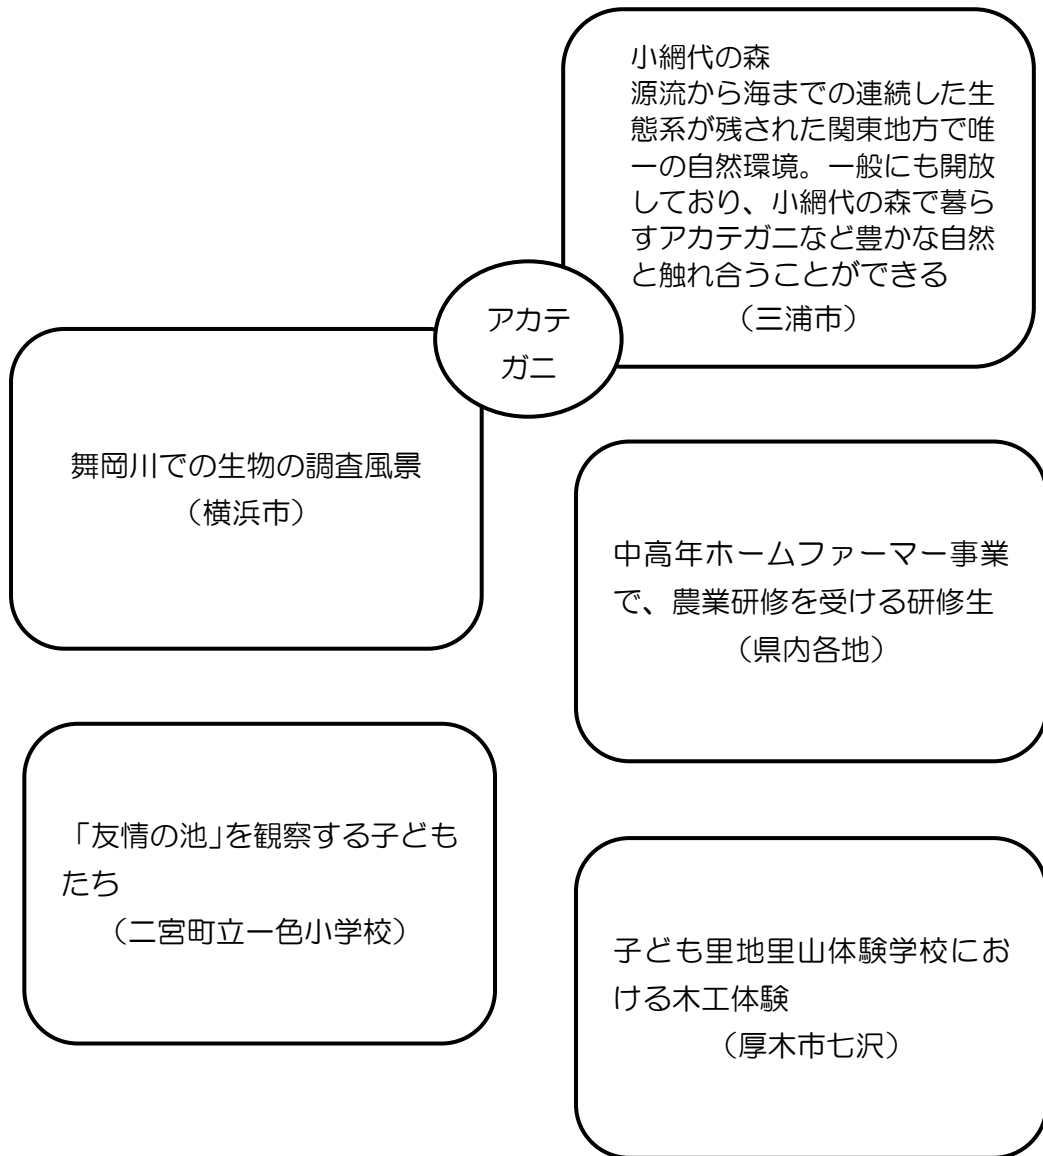 小網代の森
源流から海までの連続した生
態系が残された関東地方で唯
一の自然環境。一般にも開放
しており、小網代の森で暮ら
すアカテガニなど豊かな自然
と触れ合うことができる
（三浦市）
アカテ
ガニ
舞岡川での生物の調査風景
（横浜市）
中高年ホームファーマー事業
で、農業研修を受ける研修生
（県内各地）
「友情の池」を観察する子ども
たち
（二宮町立一色小学校）
子ども里地里山体験学校にお
ける木工体験
（厚木市七沢）